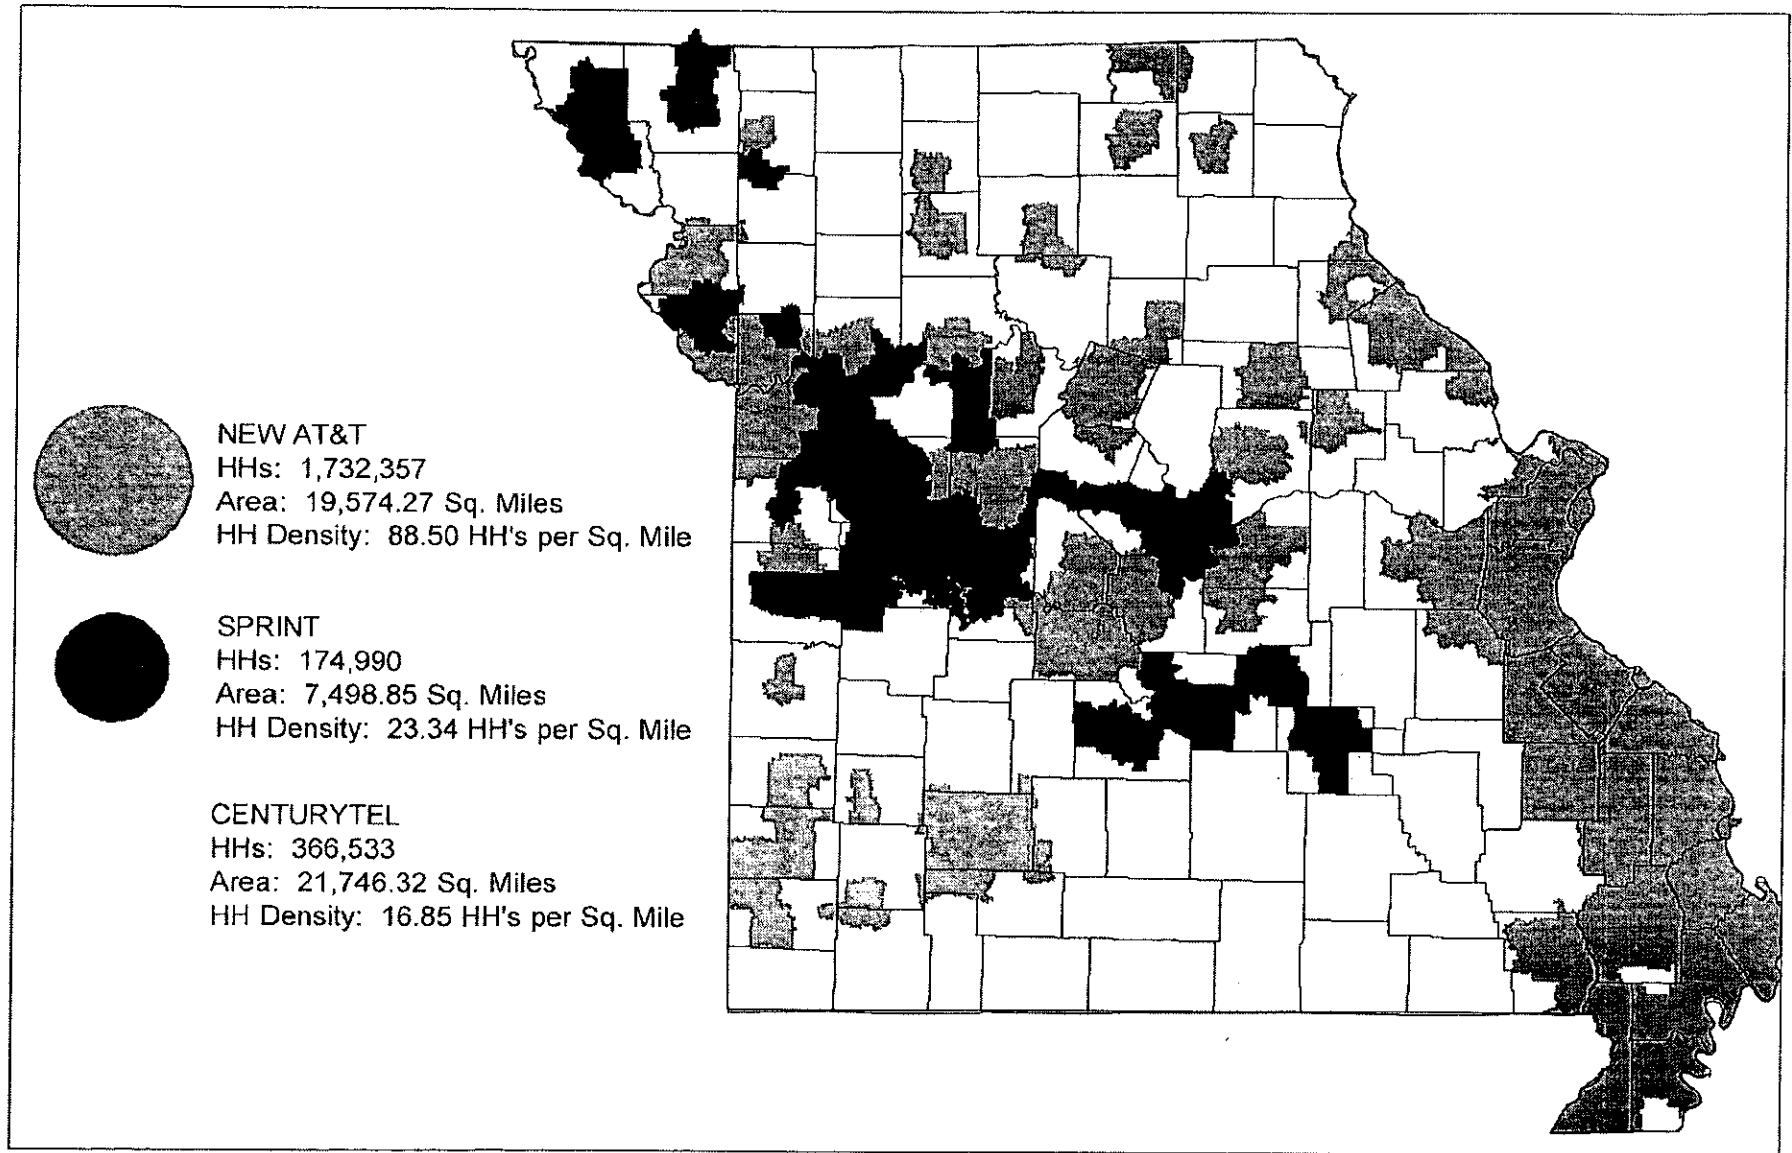 NEW AT&T
HHs: 1,732,357
Area: 19,574.27 Sq. Miles
HH Density: 88.50 HH's per Sq. Mile
SPRINT
HHs: 174,990
Area: 7,498.85 Sq. Miles
HH Density: 23.34 HH's per Sq. Mile
CENTURYTEL
HHs: 366,533
Area: 21,746.32 Sq. Miles
HH Density: 16.85 HH's per Sq. Mile